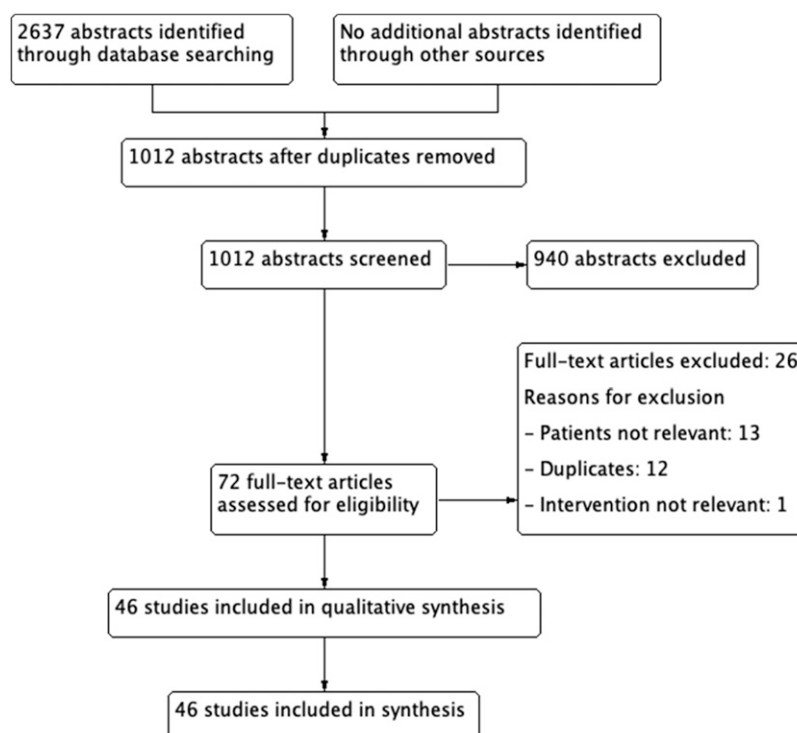 2637 abstracts identified
through database searching
No additional abstracts identified
through other sources
1012 abstracts after duplicates removed
1012 abstracts screened
940 abstracts excluded
Full-text articles excluded: 26
Reasons for exclusion
– Patients not relevant: 13
– Duplicates: 12
– Intervention not relevant: 1
72 full-text articles
assessed for eligibility
46 studies included in qualitative synthesis
46 studies included in synthesis